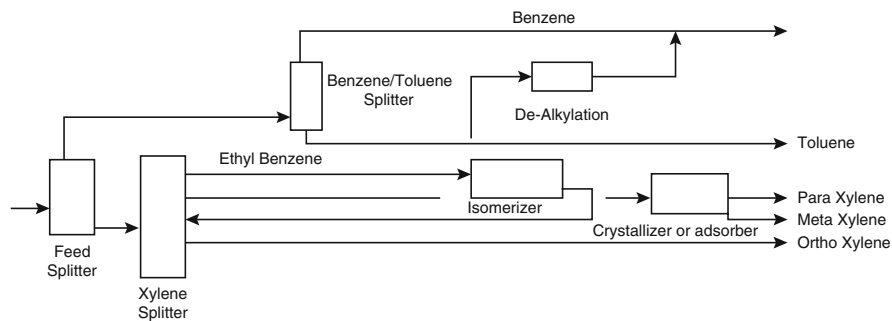 Benzene
Benzene/Toluene
Splitter
De-Alkylation
Toluene
Ethyl Benzene
Isomerizer
Para Xylene
Meta Xylene
Crystallizer or adsorber
Ortho Xylene
Feed
Splitter
Xylene
Splitter